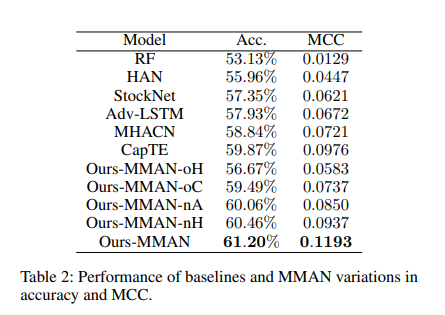 Model Acc. MCC
RF 53.13% 0.0129
HAN 55.96% 0.0447
StockNet 57.35% 0.0621
Adv-LSTM 57.93% 0.0672
MHACN 58.84% 0.0721
CapTE 59.87% 0.0976
Ours-MMAN-oH 56.67% 0.0583
Ours-MMAN-oC 59.49% 0.0737
Ours-MMAN-nA 60.06% 0.0850
Ours-MMAN-nH 60.46% 0.0937
Ours-MMAN 61.20% 0.1193
Table 2: Performance of baselines and MMAN variations in
accuracy and MCC.